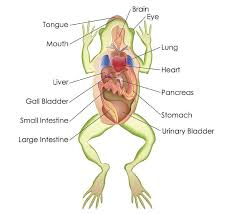 Brain
Eye
Tongue
Mouth
Lung
Heart
Liver
Pancreas
Gall Bladder
Stomach
Small Intestine
Urinary Bladder
Large Intestine